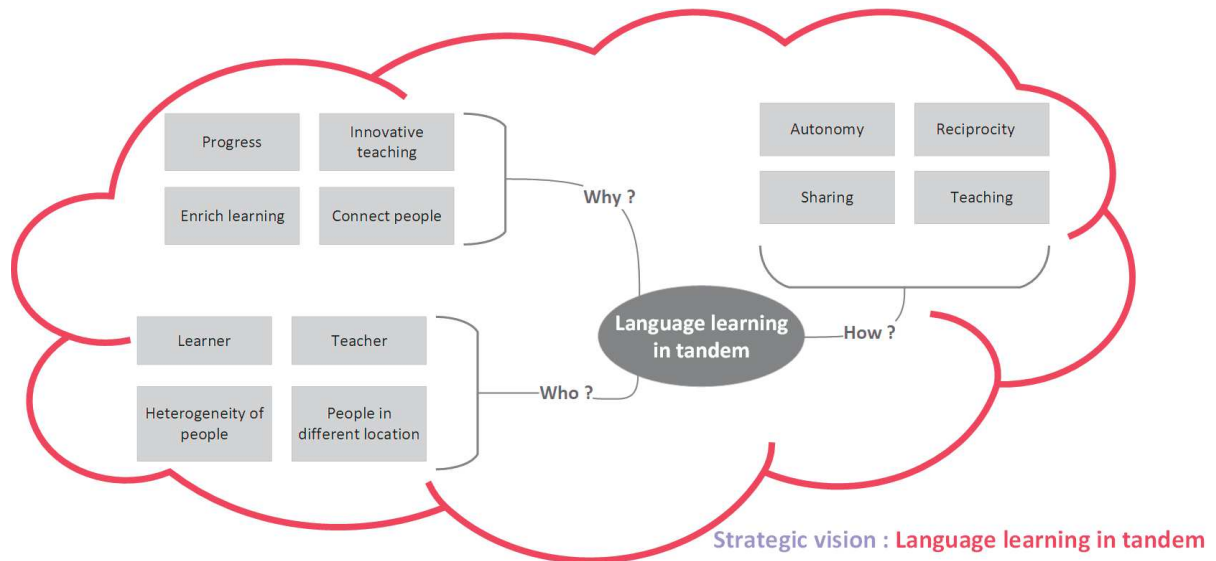 Progress
Innovative
teaching
Enrich learning
Connect people
Why ?
Autonomy
Reciprocity
Sharing
Teaching
How ?
Language learning
in tandem
Learner
Teacher
Heterogeneity of
people
People in
different location
Who ?
Strategic vision : Language learning in tandem